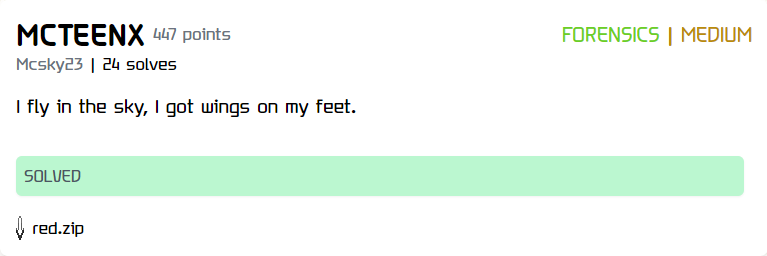 MCTEENX 447 points FORENSICS | MEDIUM
Mcsky23 | 24 solves
I fly in the sky, I got wings on my feet.
SOLVED
red.zip